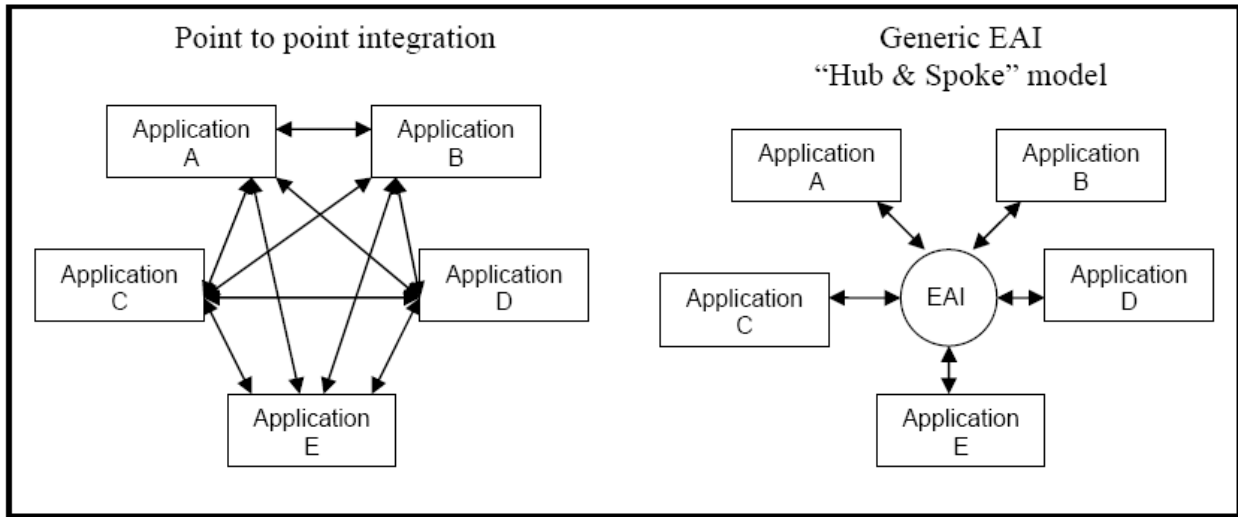 Point to point integration
Application
A
Application
B
Application
C
Application
D
Application
E
Generic EAI
“Hub & Spoke” model
Application
A
Application
B
Application
C
EAI
Application
D
Application
E